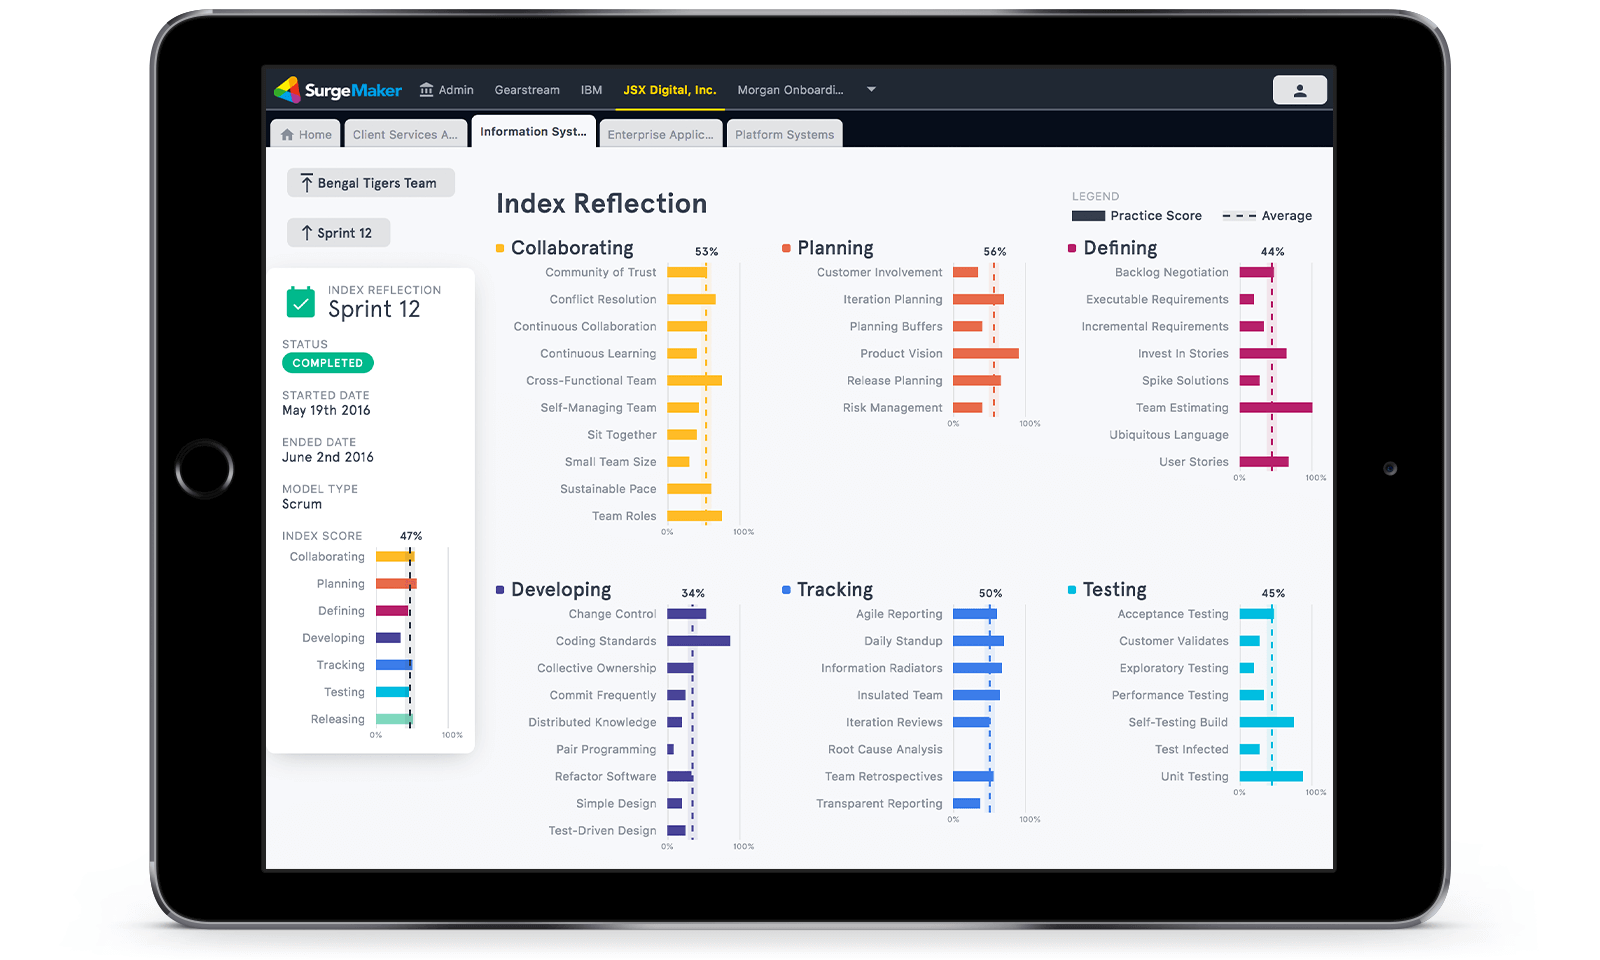 SurgeMaker Admin Gearstream IBM JSX Digital, Inc. Morgan Onboardi...
Home Client Services A... Information Syst... Enterprise Applic... Platform Systems
Bengal Tigers Team
Sprint 12
INDEX REFLECTION
Sprint 12
STATUS
COMPLETED
STARTED DATE
May 19th 2016
ENDED DATE
June 2nd 2016
MODEL TYPE
Scrum
INDEX SCORE 47%
Collaborating
Planning
Defining
Developing
Tracking
Testing
Releasing
0% 100%
Index Reflection
LEGEND
Practice Score Average
Collaborating 53%
Community of Trust
Conflict Resolution
Continuous Collaboration
Continuous Learning
Cross-Functional Team
Self-Managing Team
Sit Together
Small Team Size
Sustainable Pace
Team Roles
0% 100%
Planning 56%
Customer Involvement
Iteration Planning
Planning Buffers
Product Vision
Release Planning
Risk Management
0% 100%
Defining 44%
Backlog Negotiation
Executable Requirements
Incremental Requirements
Invest In Stories
Spike Solutions
Team Estimating
Ubiquitous Language
User Stories
0% 100%
Developing 34%
Change Control
Coding Standards
Collective Ownership
Commit Frequently
Distributed Knowledge
Pair Programming
Refactor Software
Simple Design
Test-Driven Design
0% 100%
Tracking 50%
Agile Reporting
Daily Standup
Information Radiators
Insulated Team
Iteration Reviews
Root Cause Analysis
Team Retrospectives
Transparent Reporting
0% 100%
Testing 45%
Acceptance Testing
Customer Validates
Exploratory Testing
Performance Testing
Self-Testing Build
Test Infected
Unit Testing
0% 100%